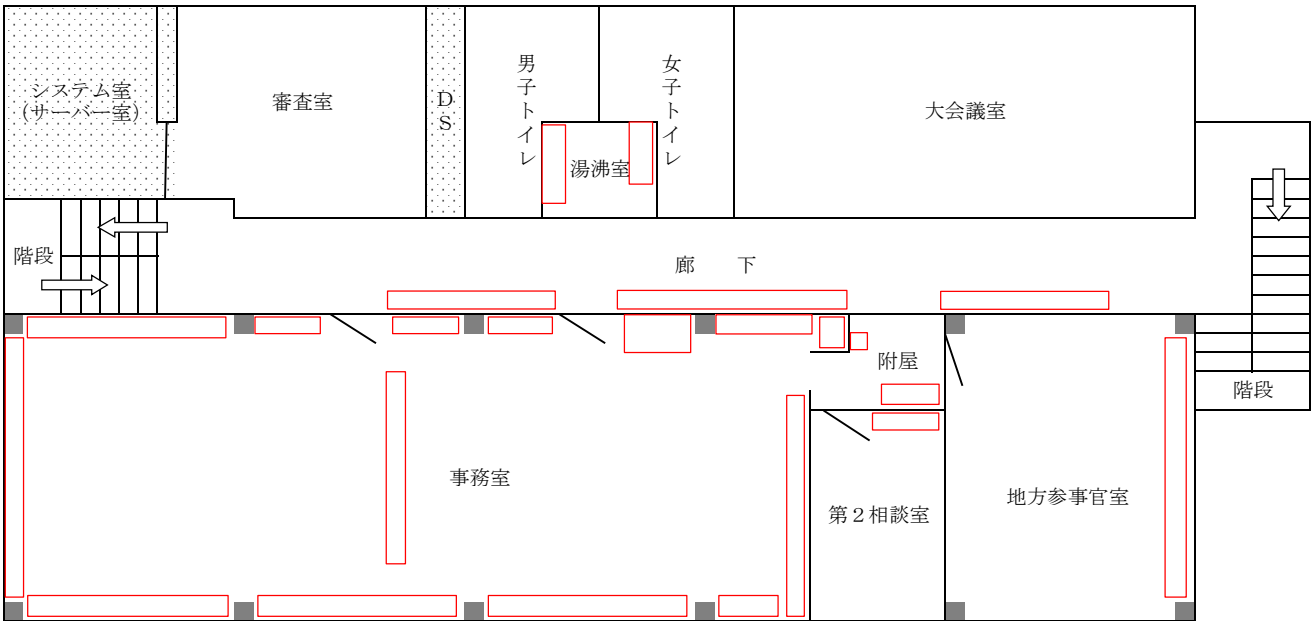 システム室
(サーバー室)
審査室
DS
男子トイレ
女子トイレ
湯沸室
大会議室
階段
廊　下
附屋
階段
事務室
第２相談室
地方参事官室